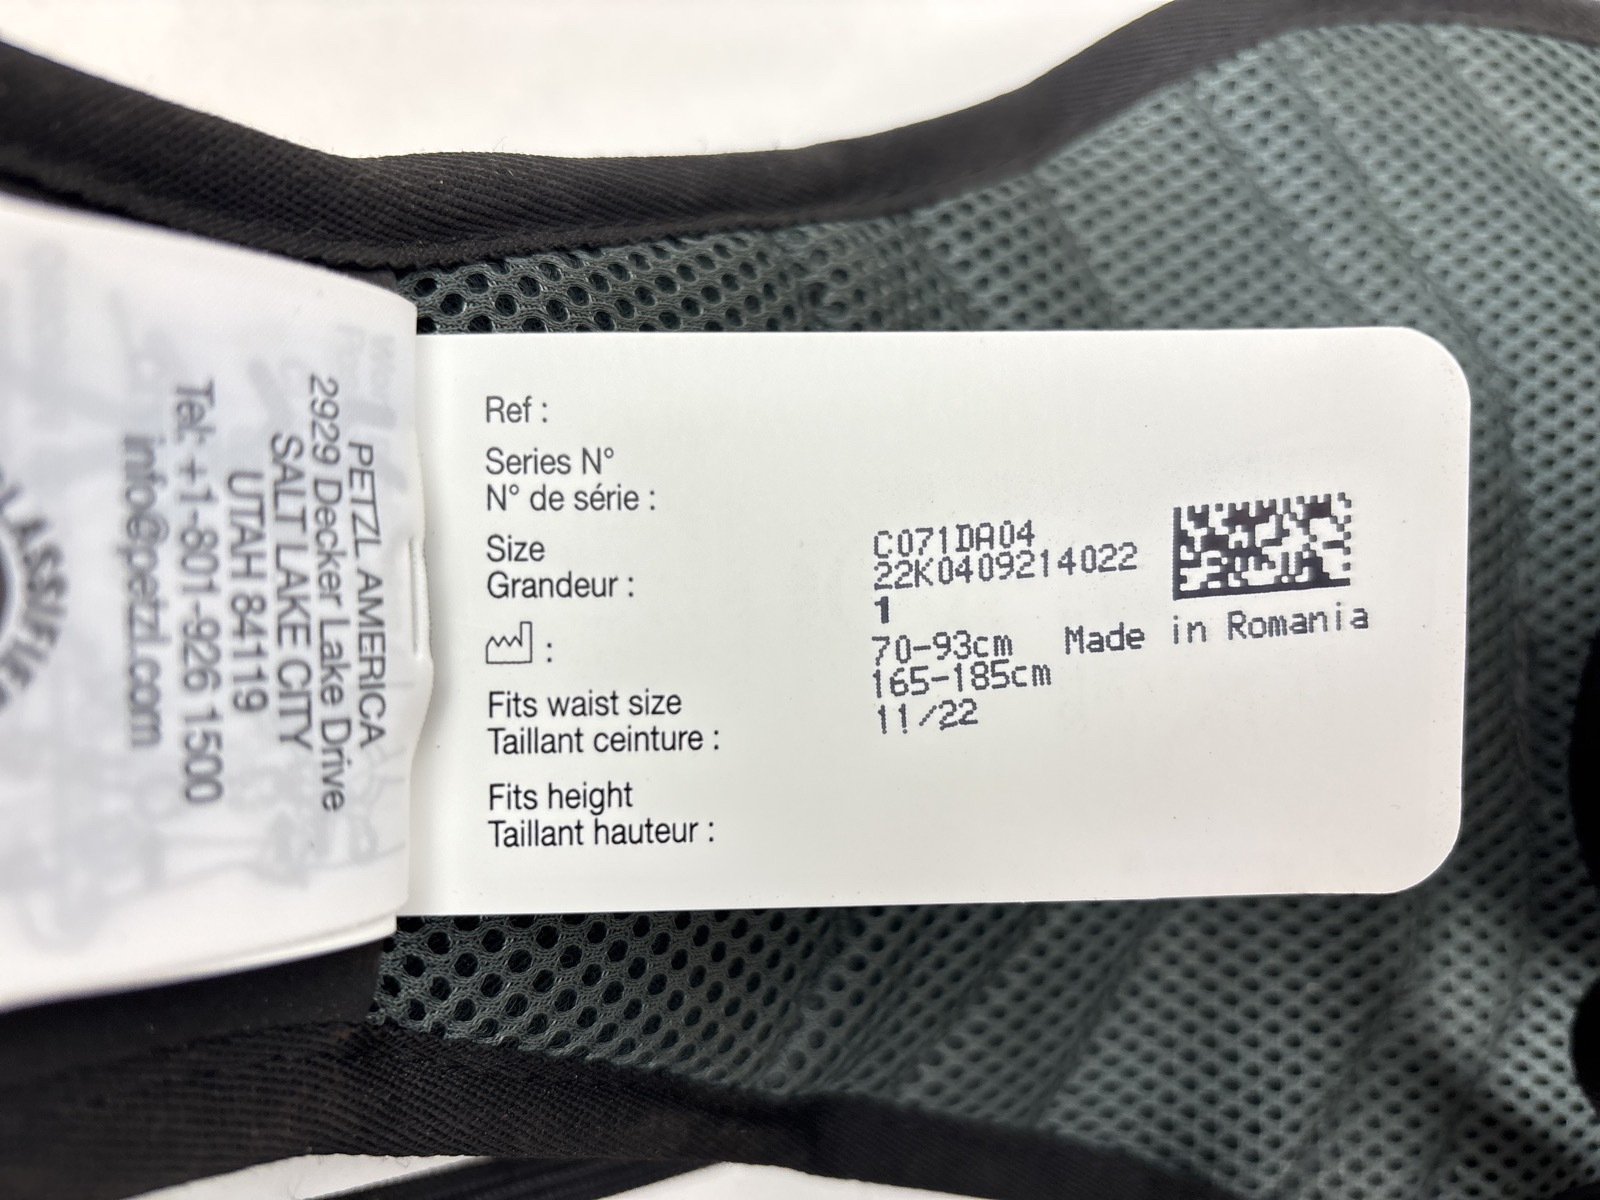 PETZL AMERICA
2929 Decker Lake Drive
SALT LAKE CITY
UTAH 84119
Tel: +1-801-926 1500
info@petzl.com
Ref :
Series N°
N° de série :
Size
Grandeur :
:
Fits waist size
Taillant ceinture :
Fits height
Taillant hauteur :
C071DA04
22K0409214022
1
70-93cm Made in Romania
165-185cm
11/22